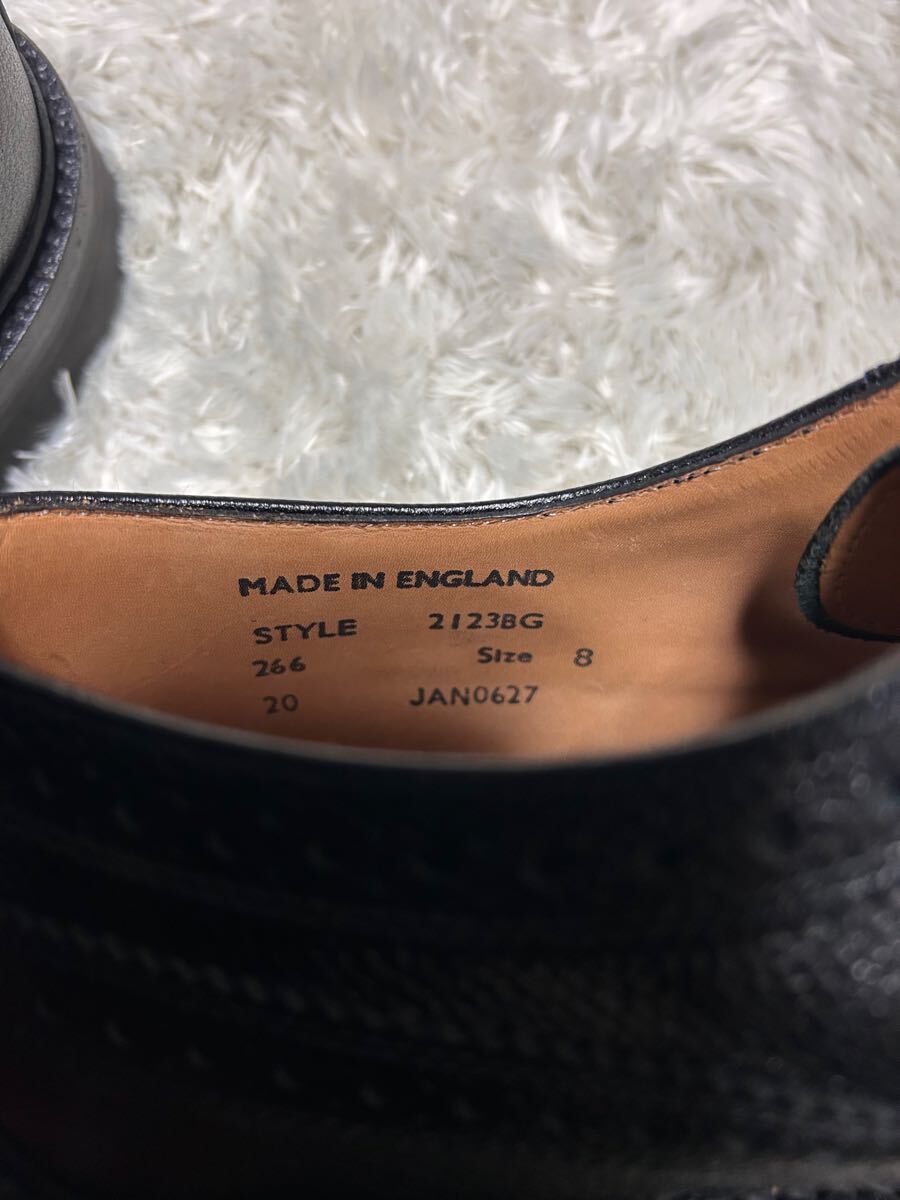 MADE IN ENGLAND
STYLE 2123BG
266 Size 8
20 JAN0627